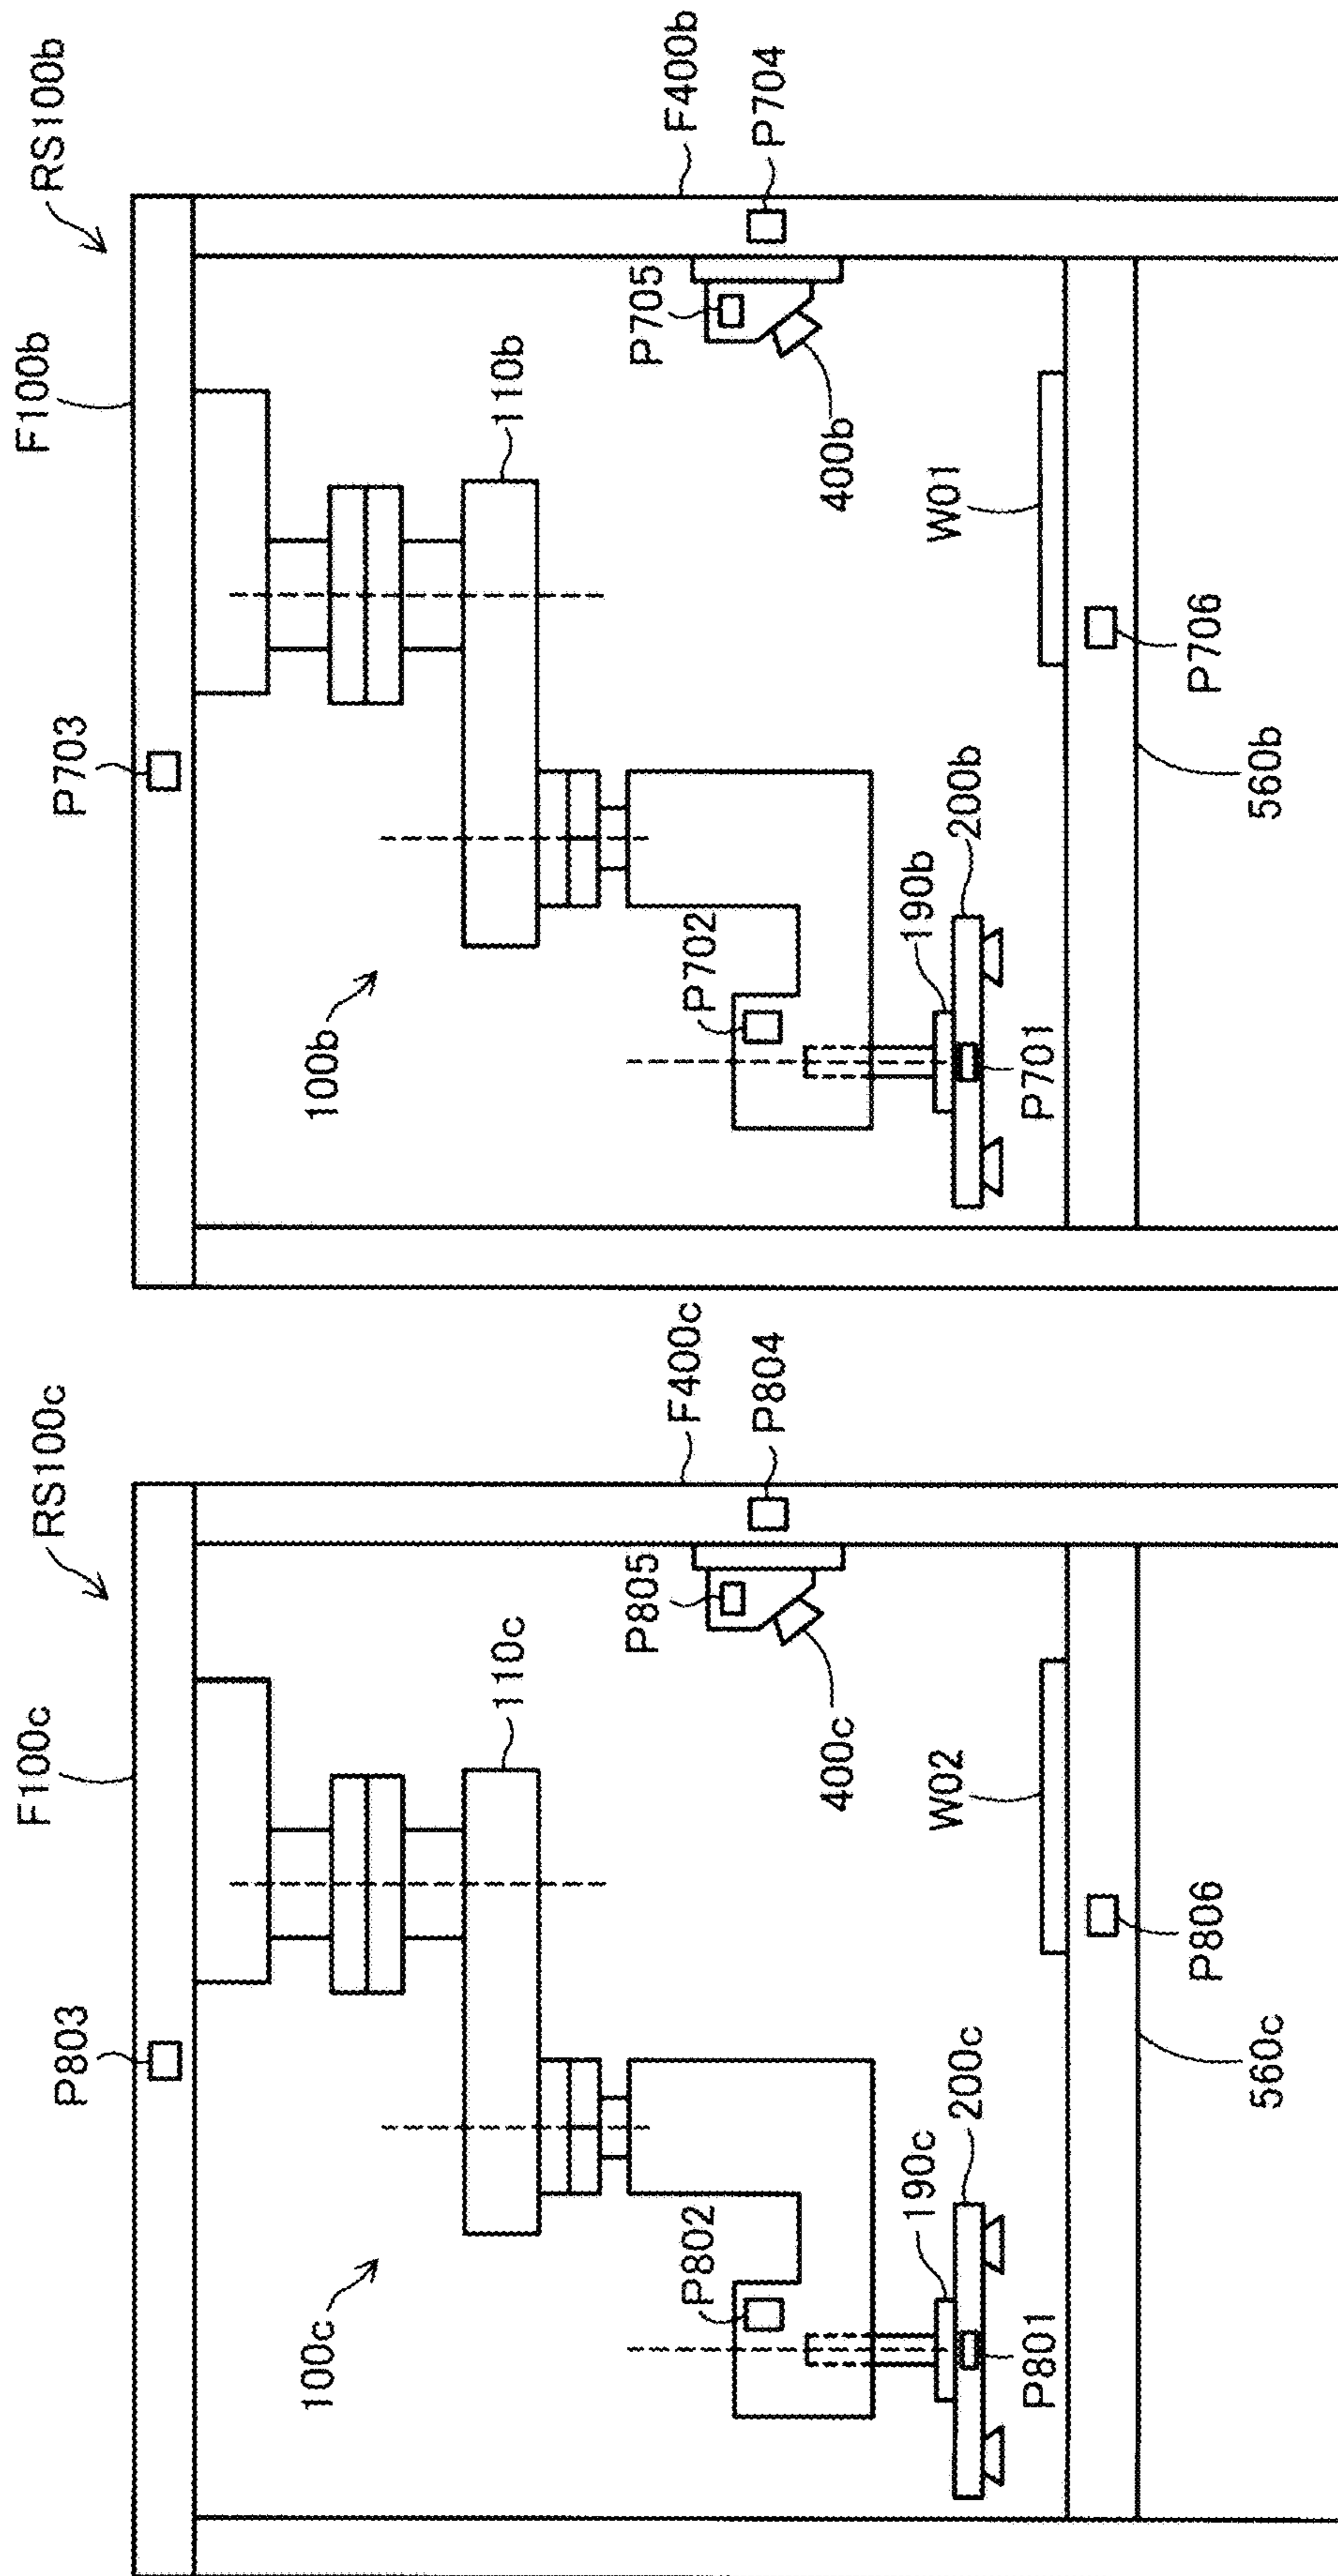 RS100c
F100c
P803
110c
100c
P805
F400c
P802
P804
400c
190c
W02
200c
P801
P806
560c
RS100b
F100b
P703
110b
100b
P705
F400b
P702
P704
400b
190b
W01
200b
P701
P706
560b